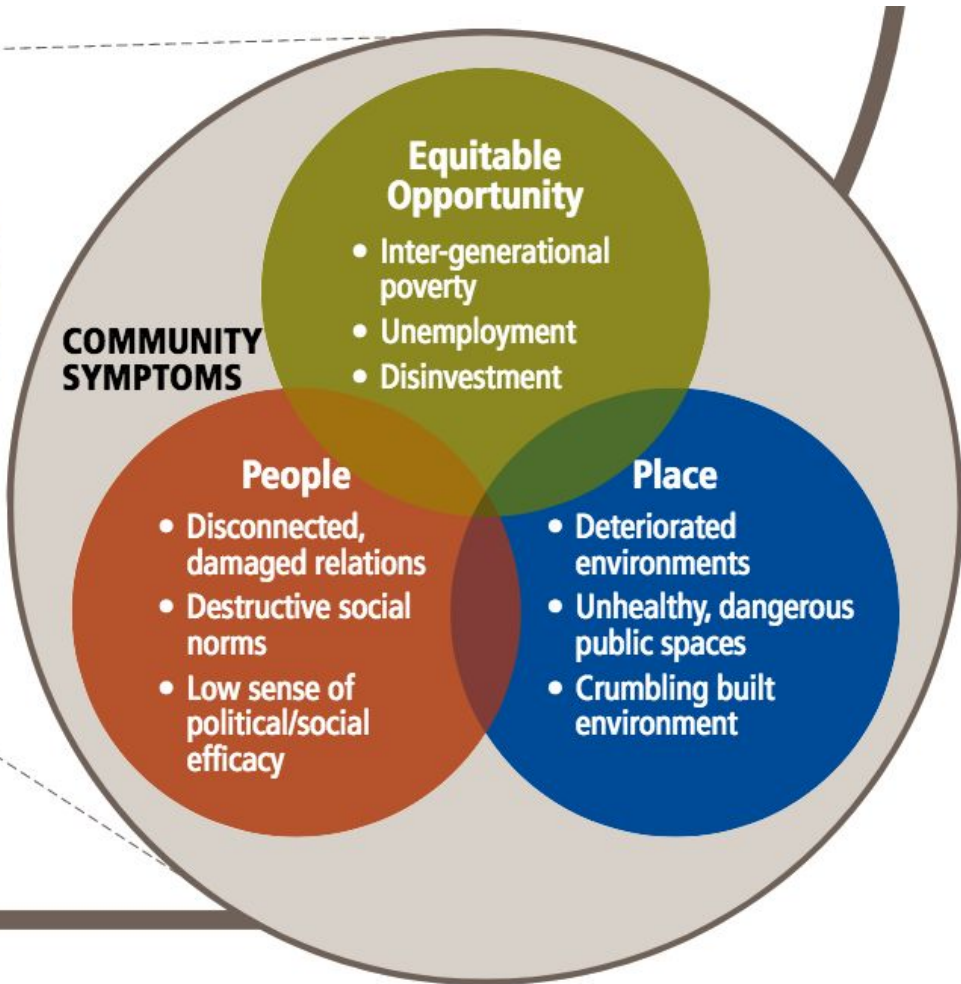 Equitable
Opportunity
• Inter-generational
poverty
• Unemployment
• Disinvestment
COMMUNITY
SYMPTOMS
People
• Disconnected,
damaged relations
• Destructive social
norms
• Low sense of
political/social
efficacy
Place
• Deteriorated
environments
• Unhealthy, dangerous
public spaces
• Crumbling built
environment